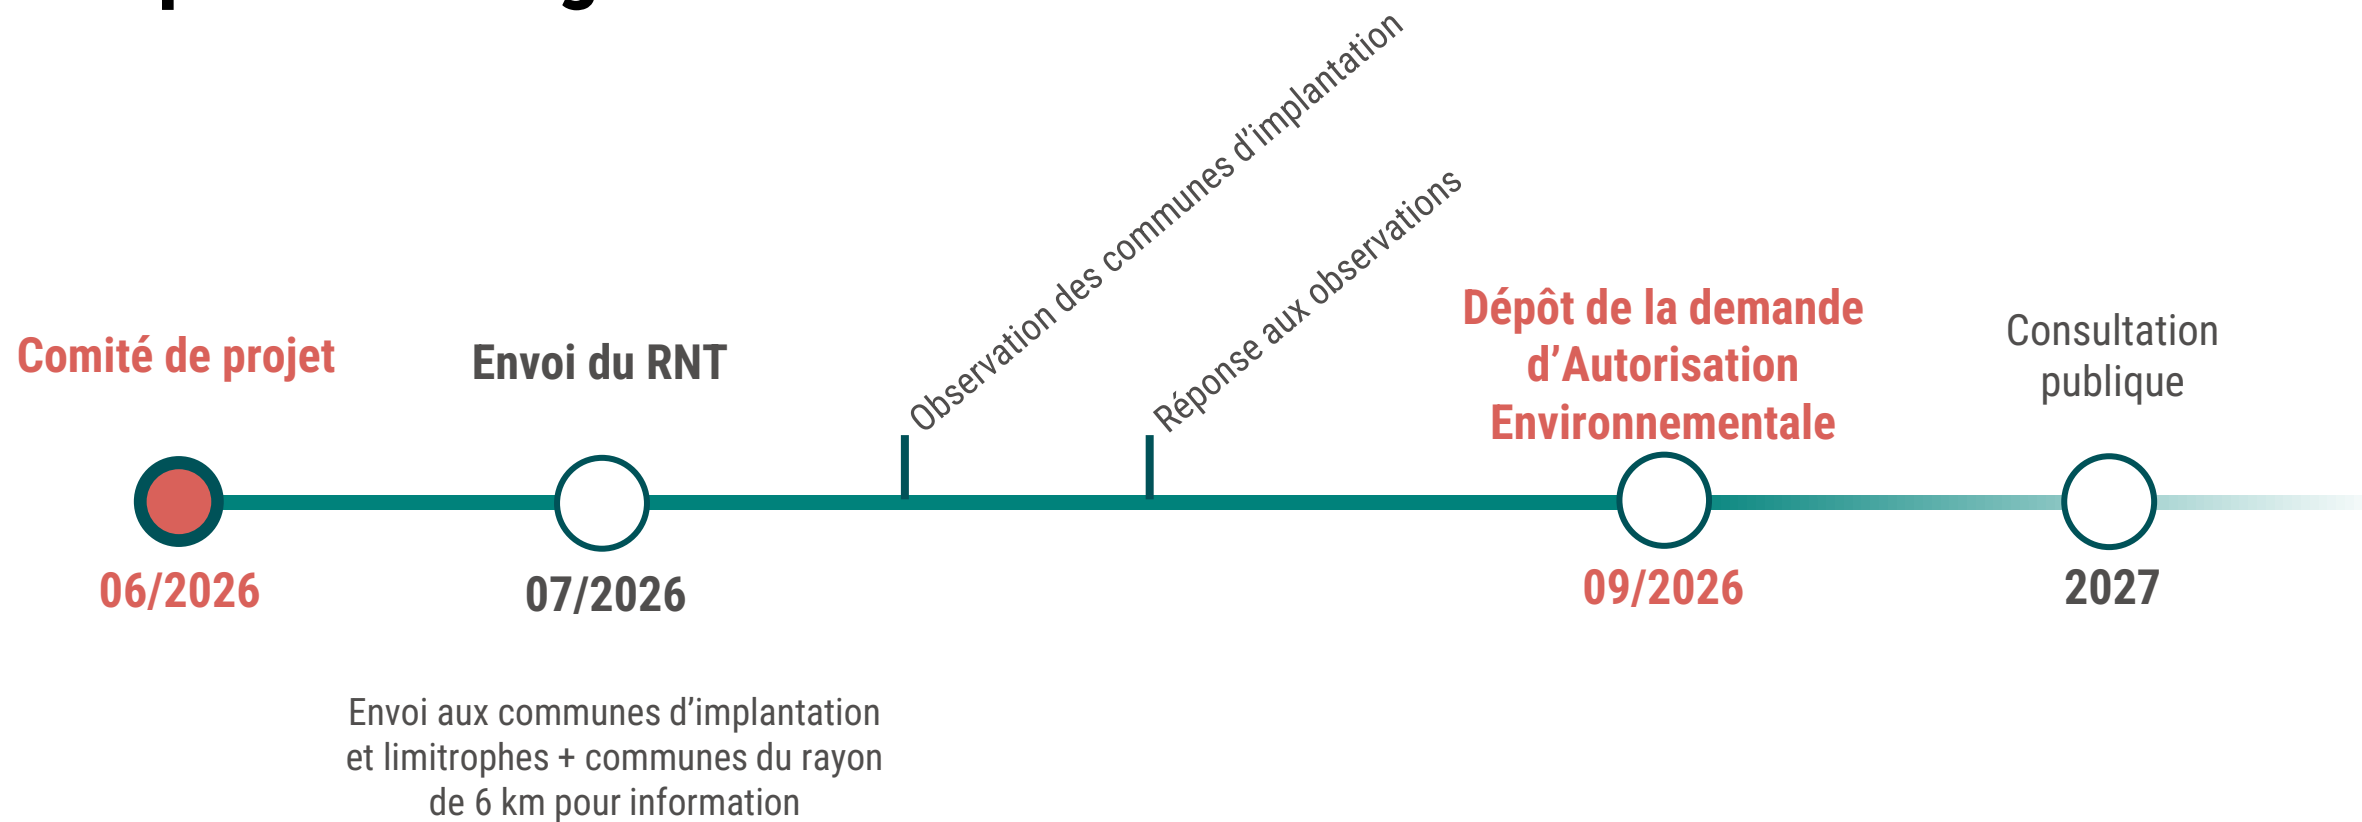 Observation des communes d’implantation
Réponse aux observations
Comité de projet
Envoi du RNT
Dépôt de la demande
d’Autorisation
Environnementale
Consultation
publique
06/2026
07/2026
09/2026
2027
Envoi aux communes d’implantation
et limitrophes + communes du rayon
de 6 km pour information